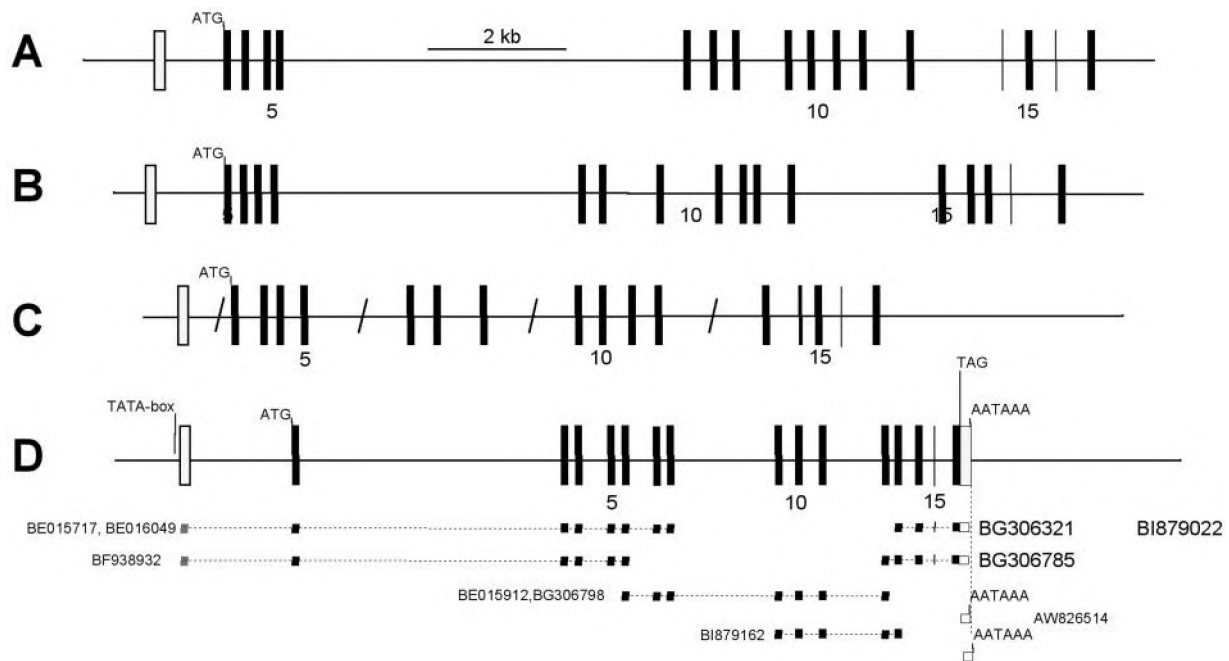 ATG
A 2 kb
5 10 15
ATG
B
5 10 15
ATG
C
5 10 15
TAG
TATA-box ATG AATAAA
D
5 10 15
BE015717, BE016049 BG306321 BI879022
BF938932 BG306785
BE015912,BG306798 AATAAA
AW826514
BI879162 AATAAA